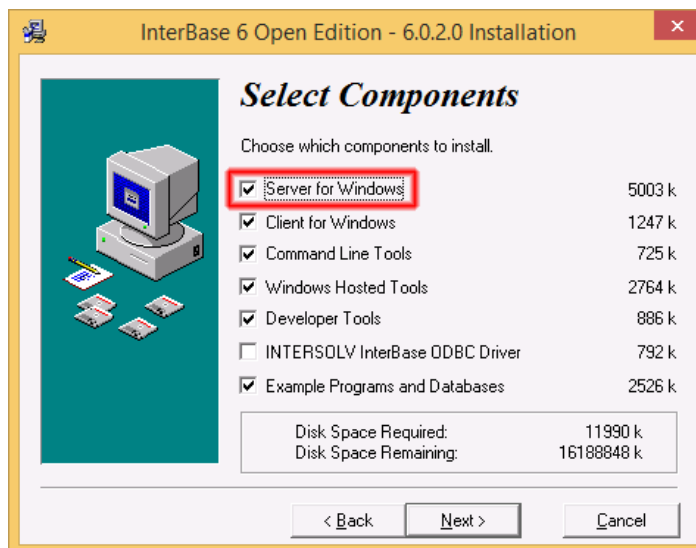 InterBase 6 Open Edition - 6.0.2.0 Installation
Select Components
Choose which components to install.
Server for Windows 5003 k
Client for Windows 1247 k
Command Line Tools 725 k
Windows Hosted Tools 2764 k
Developer Tools 886 k
INTERSOLV InterBase ODBC Driver 792 k
Example Programs and Databases 2526 k
Disk Space Required: 11990 k
Disk Space Remaining: 16188848 k
< Back Next > Cancel